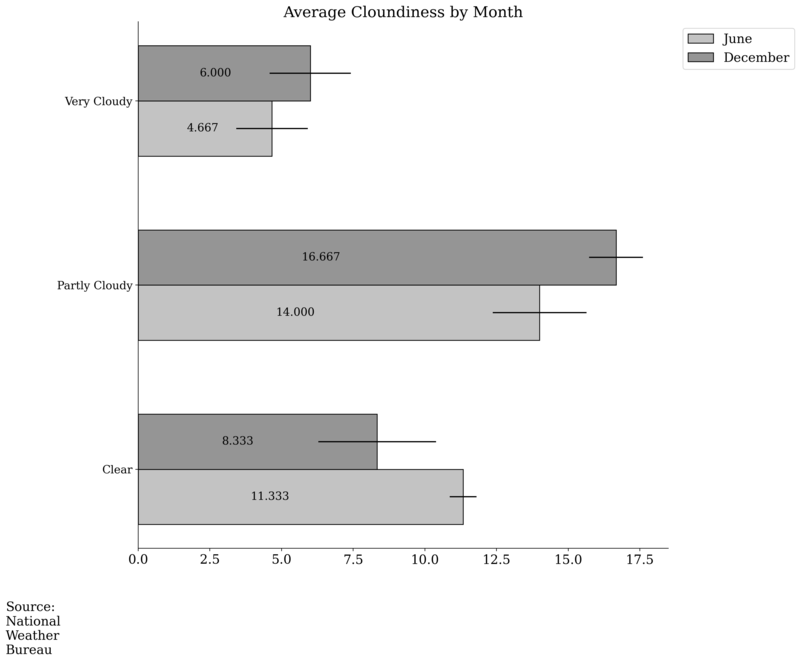 Average Cloundiness by Month
June
December
Very Cloudy
6.000
4.667
Partly Cloudy
16.667
14.000
Clear
8.333
11.333
0.0 2.5 5.0 7.5 10.0 12.5 15.0 17.5
Source:
National
Weather
Bureau